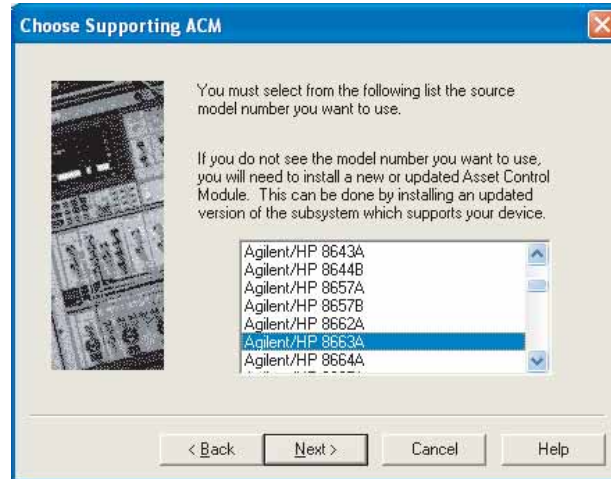 Choose Supporting ACM
You must select from the following list the source
model number you want to use.
If you do not see the model number you want to use,
you will need to install a new or updated Asset Control
Module. This can be done by installing an updated
version of the subsystem which supports your device.
Agilent/HP 8643A
Agilent/HP 8644B
Agilent/HP 8657A
Agilent/HP 8657B
Agilent/HP 8662A
Agilent/HP 8663A
Agilent/HP 8664A
< Back
Next >
Cancel
Help